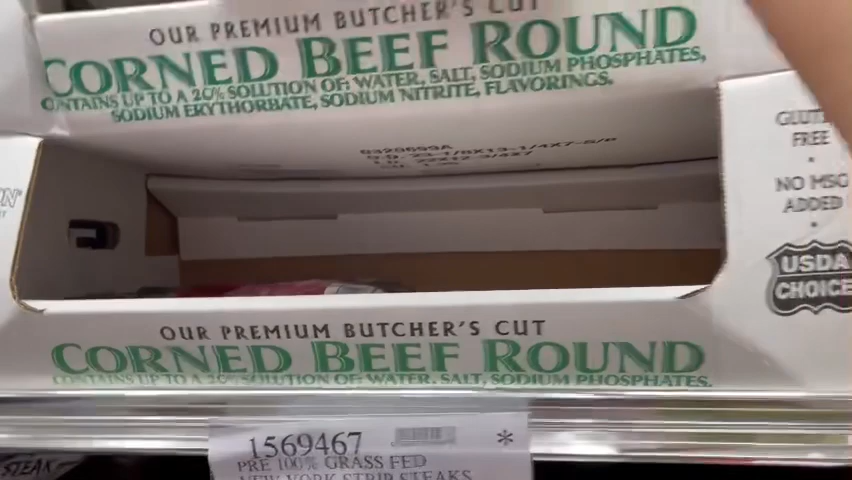 OUR PREMIUM BUTCHER'S CUT
CORNED BEEF ROUND
CONTAINS UP TO A 20% SOLUTION OF: WATER, SALT, SODIUM PHOSPHATES,
SODIUM ERYTHORBATE, SODIUM NITRITE, FLAVORINGS.
GLUTEN
FREE
•
NO MSG
ADDED
•
USDA
CHOICE
OUR PREMIUM BUTCHER'S CUT
CORNED BEEF ROUND
CONTAINS UP TO A 20% SOLUTION OF: WATER, SALT, SODIUM PHOSPHATES,
1569467 *
PRE 100% GRASS FED
NEW YORK STRIP STEAKS
STEAK